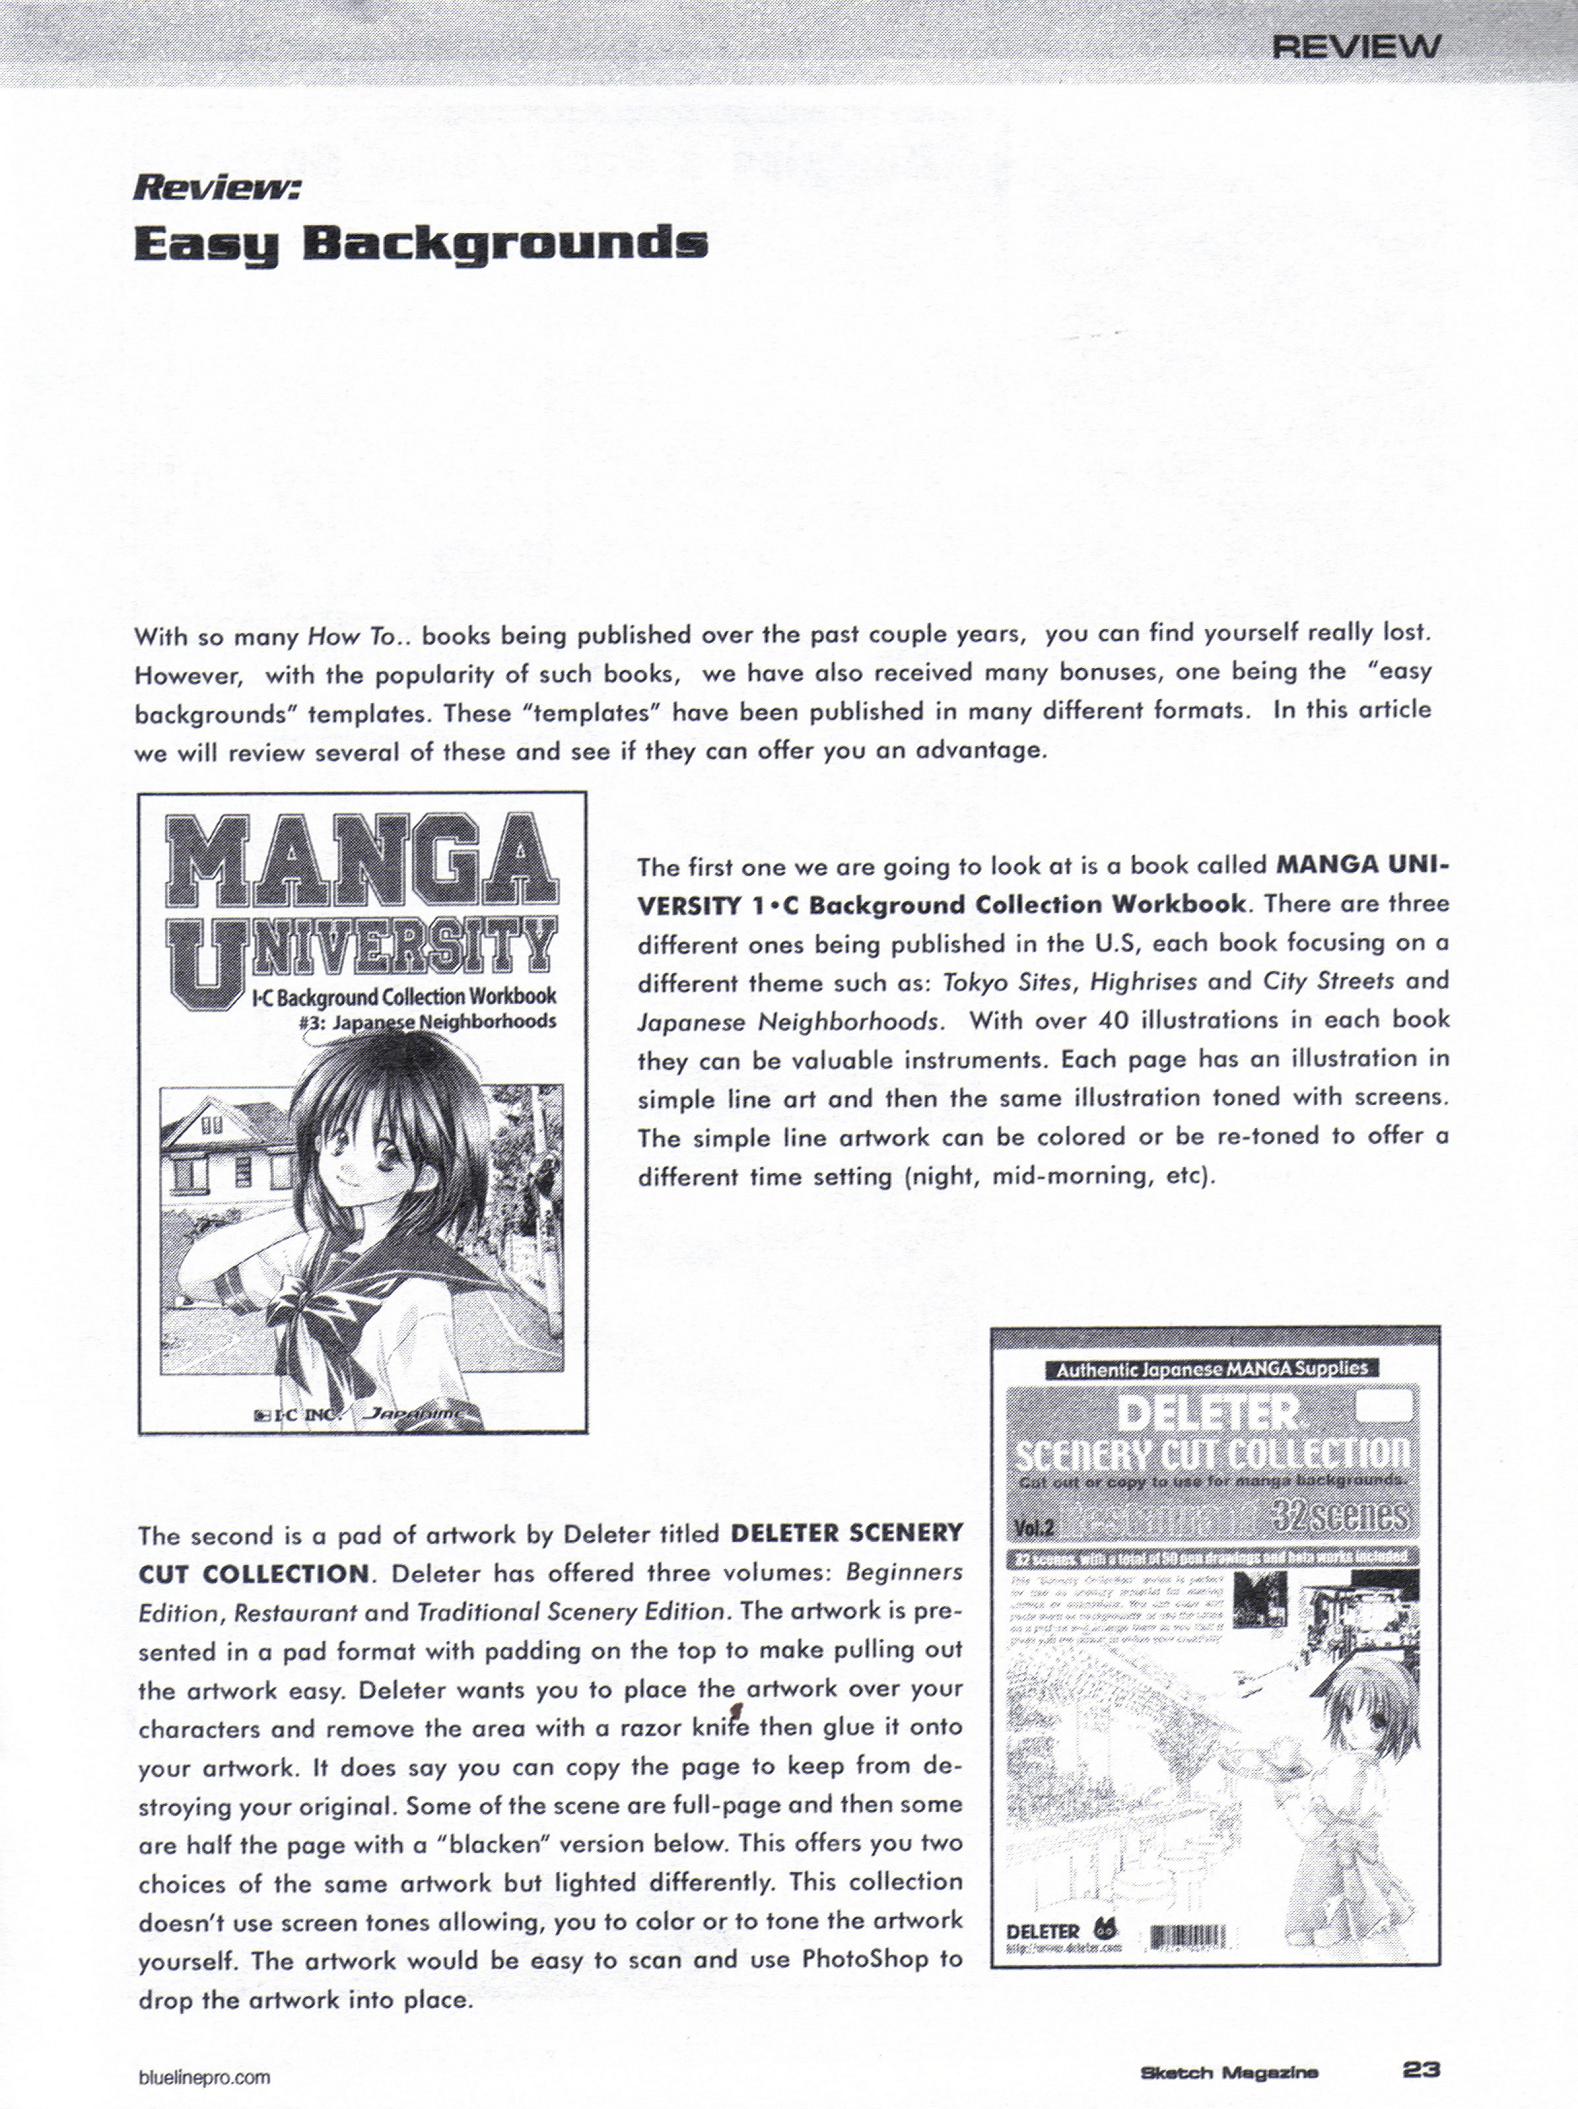 REVIEW
Review:
Easy Backgrounds
With so many How To.. books being published over the past couple years, you can find yourself really lost.
However, with the popularity of such books, we have also received many bonuses, one being the "easy
backgrounds" templates. These "templates" have been published in many different formats. In this article
we will review several of these and see if they can offer you an advantage.
MANGA
UNIVERSITY
I•C Background Collection Workbook
#3: Japanese Neighborhoods
I•C INC. JAPANIME
The first one we are going to look at is a book called MANGA UNI-
VERSITY 1•C Background Collection Workbook. There are three
different ones being published in the U.S, each book focusing on a
different theme such as: Tokyo Sites, Highrises and City Streets and
Japanese Neighborhoods. With over 40 illustrations in each book
they can be valuable instruments. Each page has an illustration in
simple line art and then the same illustration toned with screens.
The simple line artwork can be colored or be re-toned to offer a
different time setting (night, mid-morning, etc).
The second is a pad of artwork by Deleter titled DELETER SCENERY
CUT COLLECTION. Deleter has offered three volumes: Beginners
Edition, Restaurant and Traditional Scenery Edition. The artwork is pre-
sented in a pad format with padding on the top to make pulling out
the artwork easy. Deleter wants you to place the artwork over your
characters and remove the area with a razor knife then glue it onto
your artwork. It does say you can copy the page to keep from de-
stroying your original. Some of the scene are full-page and then some
are half the page with a "blacken" version below. This offers you two
choices of the same artwork but lighted differently. This collection
doesn't use screen tones allowing, you to color or to tone the artwork
yourself. The artwork would be easy to scan and use PhotoShop to
drop the artwork into place.
Authentic Japanese MANGA Supplies
DELETER
SCENERY CUT COLLECTION
Cut out or copy to use for manga backgrounds.
Vol.2 Restaurant 32 scenes
32 scenes, with a total of 50 pen drawings and beta works included
DELETER
http://www.deleter.com
bluelinepro.com
Sketch Magazine 23